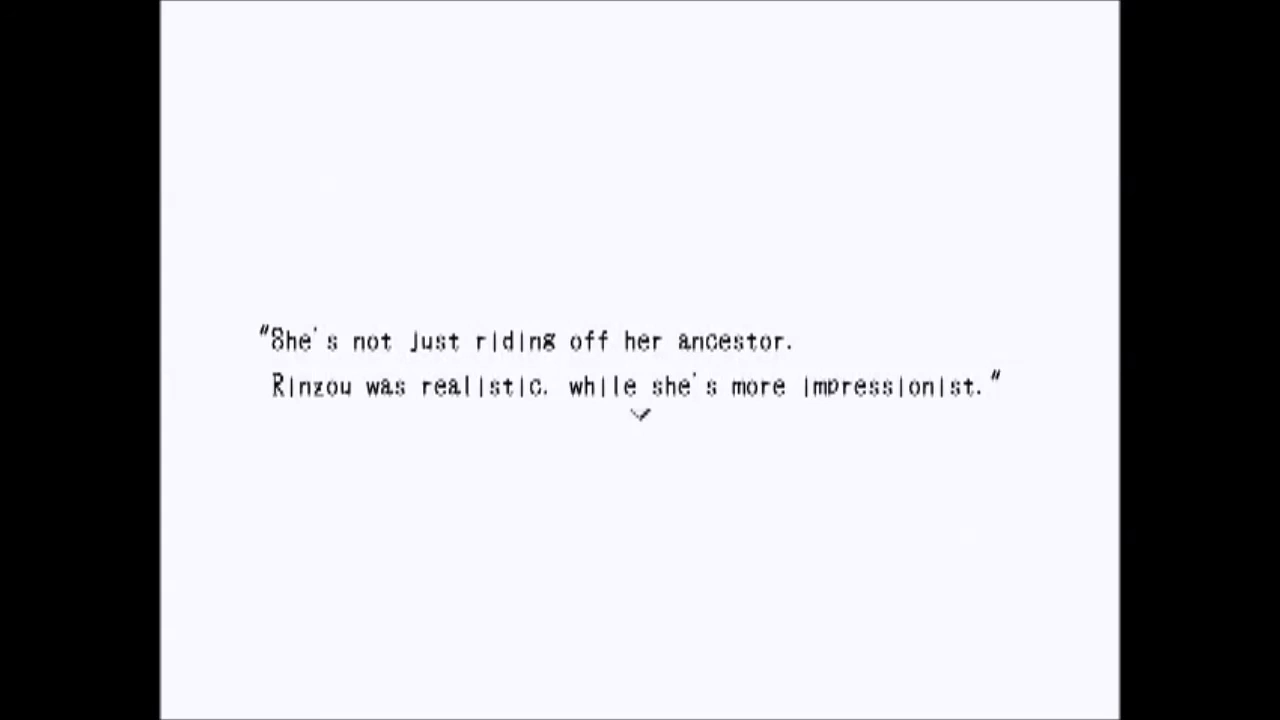 "She's not just riding off her ancestor.
Rinzou was realistic, while she's more impressionist."